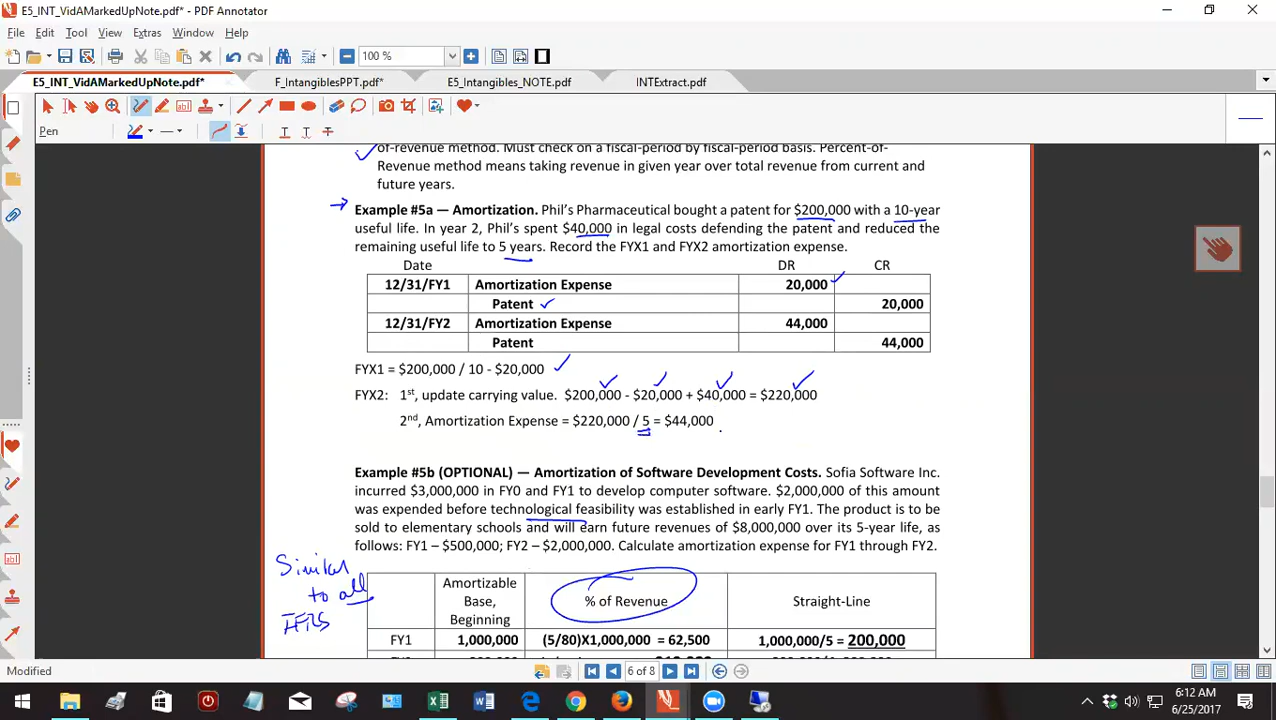 E5_INT_VidAMarkedUpNote.pdf* - PDF Annotator
File Edit Tool View Extras Window Help
100 %
E5_INT_VidAMarkedUpNote.pdf* F_IntangiblesPPT.pdf* E5_Intangibles_NOTE.pdf INTExtract.pdf
Pen
of-revenue method. Must check on a fiscal-period by fiscal-period basis. Percent-of-
Revenue method means taking revenue in given year over total revenue from current and
future years.
Example #5a — Amortization. Phil's Pharmaceutical bought a patent for $200,000 with a 10-year
useful life. In year 2, Phil's spent $40,000 in legal costs defending the patent and reduced the
remaining useful life to 5 years. Record the FYX1 and FYX2 amortization expense.
Date DR CR
12/31/FY1 Amortization Expense 20,000
Patent 20,000
12/31/FY2 Amortization Expense 44,000
Patent 44,000
FYX1 = $200,000 / 10 - $20,000
FYX2: 1st, update carrying value. $200,000 - $20,000 + $40,000 = $220,000
2nd, Amortization Expense = $220,000 / 5 = $44,000
Example #5b (OPTIONAL) — Amortization of Software Development Costs. Sofia Software Inc.
incurred $3,000,000 in FY0 and FY1 to develop computer software. $2,000,000 of this amount
was expended before technological feasibility was established in early FY1. The product is to be
sold to elementary schools and will earn future revenues of $8,000,000 over its 5-year life, as
follows: FY1 – $500,000; FY2 – $2,000,000. Calculate amortization expense for FY1 through FY2.
Similar
to all
IFRS
Amortizable
Base,
Beginning
% of Revenue
Straight-Line
FY1 1,000,000 (5/80)X1,000,000 = 62,500 1,000,000/5 = 200,000
Modified
6 of 8
6:12 AM
6/25/2017